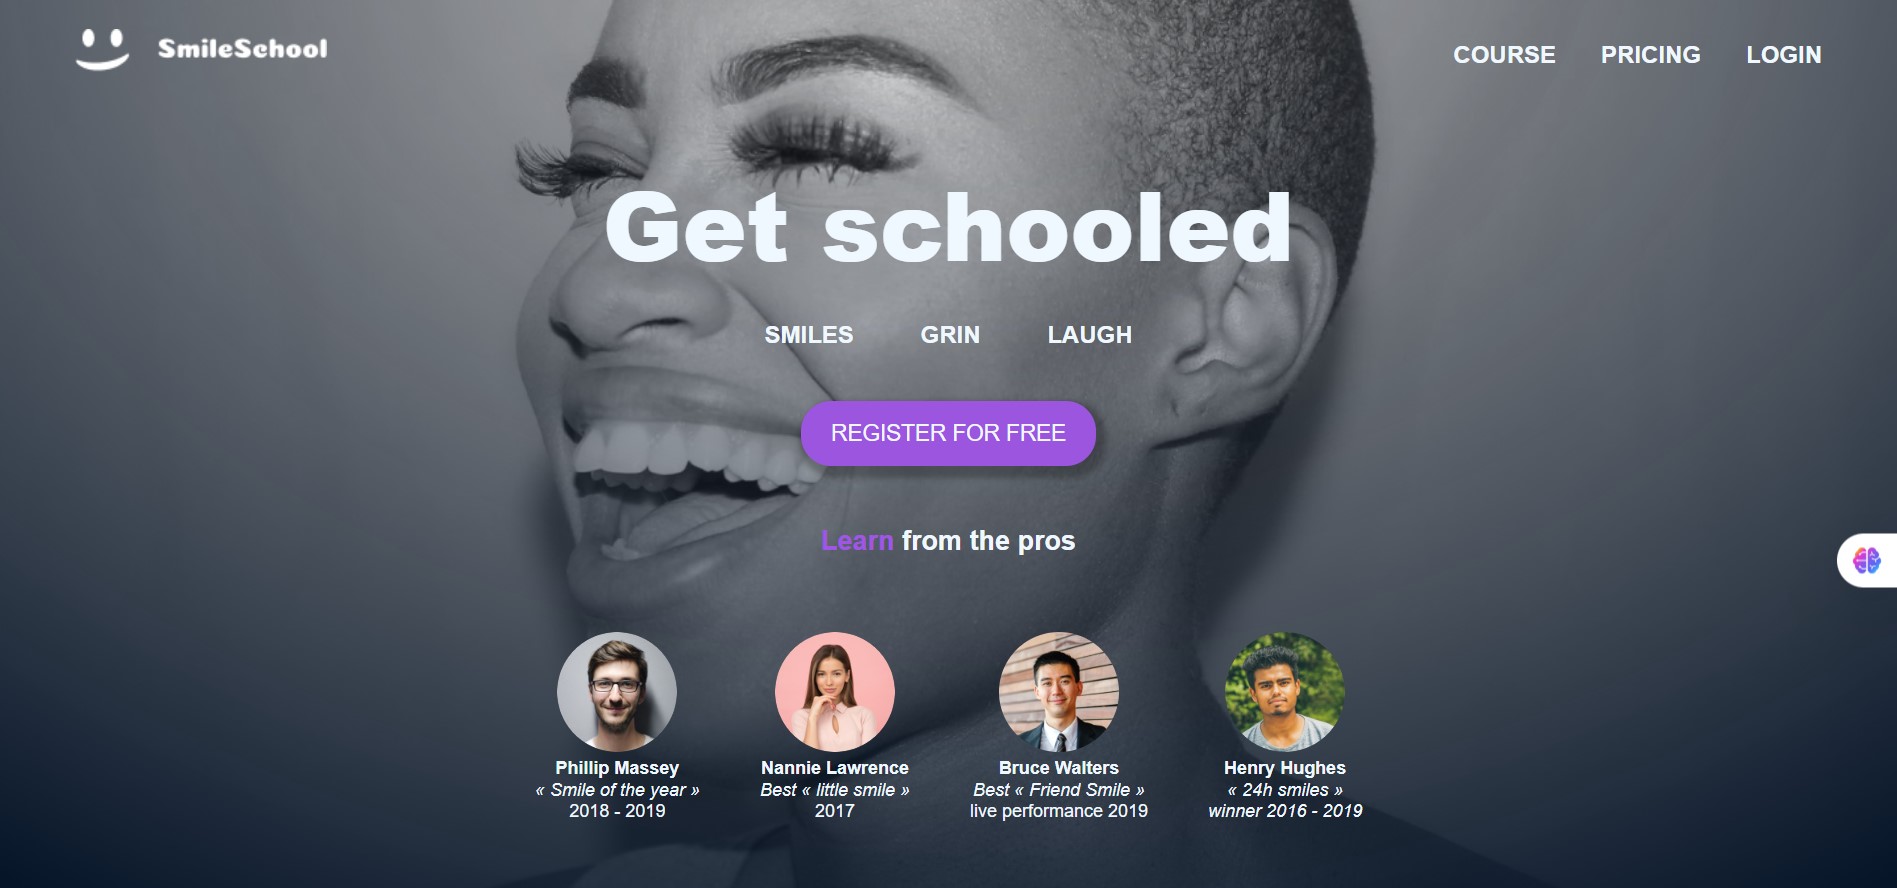 SmileSchool
COURSE PRICING LOGIN
Get schooled
SMILES GRIN LAUGH
REGISTER FOR FREE
Learn from the pros
Phillip Massey
« Smile of the year »
2018 - 2019
Nannie Lawrence
Best « little smile »
2017
Bruce Walters
Best « Friend Smile »
live performance 2019
Henry Hughes
« 24h smiles »
winner 2016 - 2019